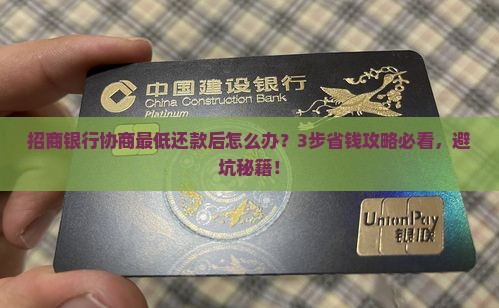 中国建设银行
China Construction Bank
Platinum
招商银行协商最低还款后怎么办？3步省钱攻略必看，避
坑秘籍！
UnionPay
银联